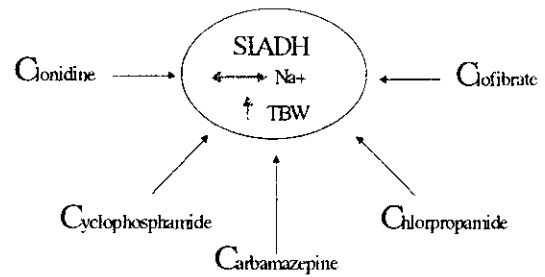 SIADH
Clonidine
Na+
Clofibrate
TBW
Cyclophosphamide
Chlorpropamide
Carbamazepine